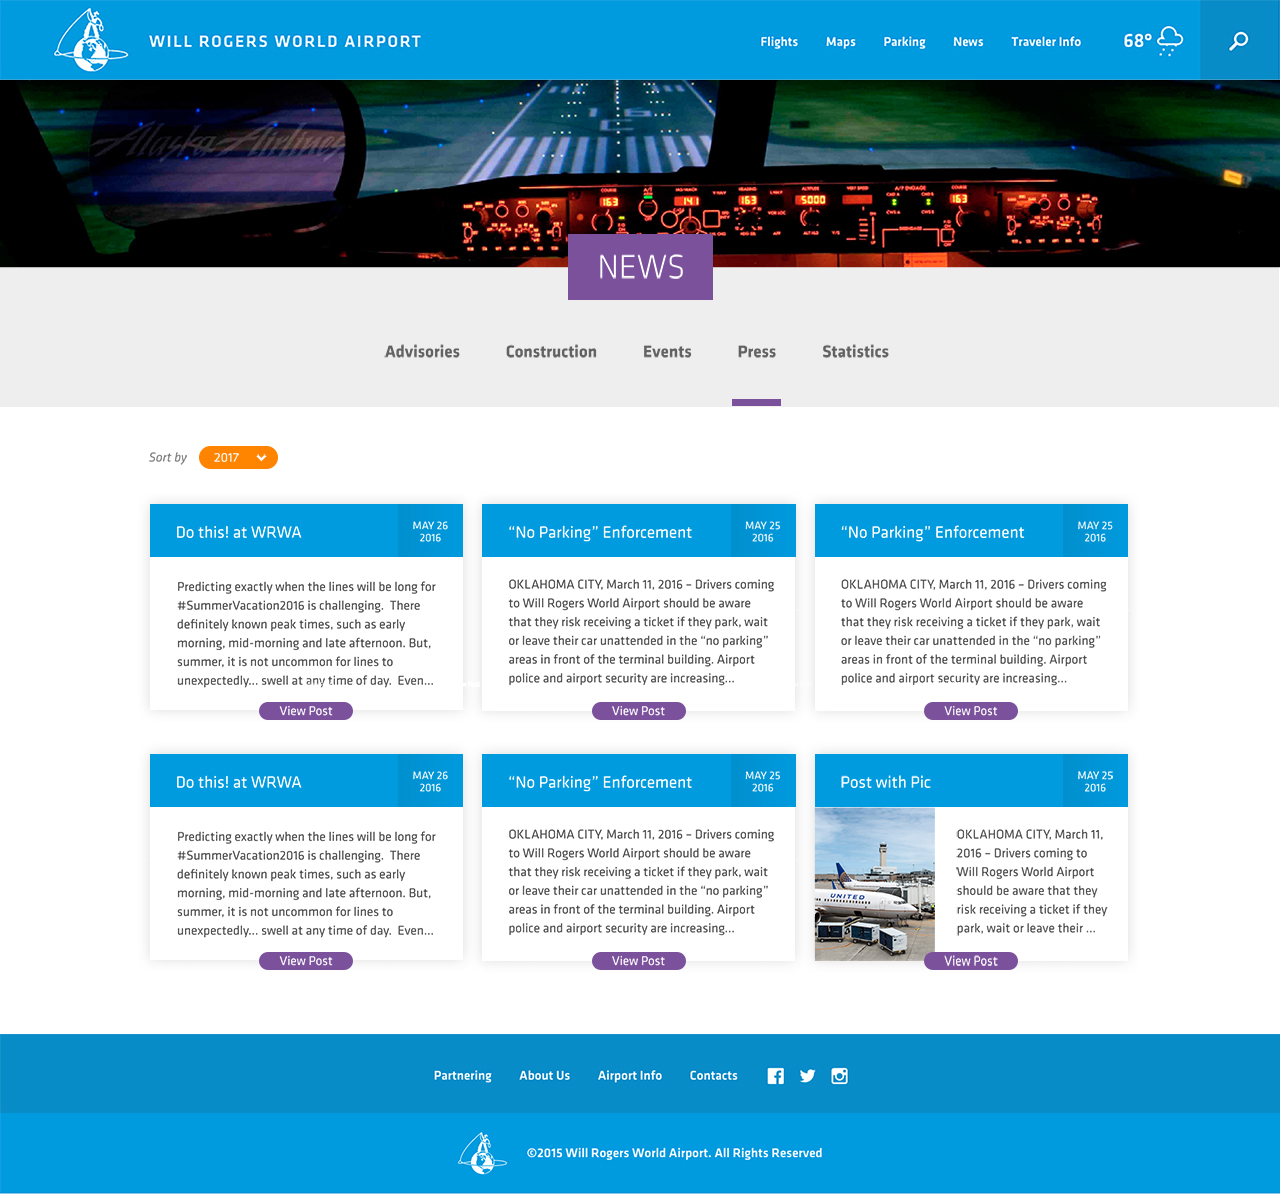 WILL ROGERS WORLD AIRPORT
Flights Maps Parking News Traveler Info 68°
Alaska Airlines
COURSE A/T MC/MACH HEADING ALTITUDE VERT SPEED A/P ENGAGE COURSE
163 141 163 5000 163
NEWS
Advisories Construction Events Press Statistics
Sort by 2017
Do this! at WRWA
MAY 26
2016
Predicting exactly when the lines will be long for
#SummerVacation2016 is challenging. There
definitely known peak times, such as early
morning, mid-morning and late afternoon. But,
summer, it is not uncommon for lines to
unexpectedly... swell at any time of day. Even...
View Post
“No Parking” Enforcement
MAY 25
2016
OKLAHOMA CITY, March 11, 2016 – Drivers coming
to Will Rogers World Airport should be aware
that they risk receiving a ticket if they park, wait
or leave their car unattended in the “no parking”
areas in front of the terminal building. Airport
police and airport security are increasing...
View Post
“No Parking” Enforcement
MAY 25
2016
OKLAHOMA CITY, March 11, 2016 – Drivers coming
to Will Rogers World Airport should be aware
that they risk receiving a ticket if they park, wait
or leave their car unattended in the “no parking”
areas in front of the terminal building. Airport
police and airport security are increasing...
View Post
Do this! at WRWA
MAY 26
2016
Predicting exactly when the lines will be long for
#SummerVacation2016 is challenging. There
definitely known peak times, such as early
morning, mid-morning and late afternoon. But,
summer, it is not uncommon for lines to
unexpectedly... swell at any time of day. Even...
View Post
“No Parking” Enforcement
MAY 25
2016
OKLAHOMA CITY, March 11, 2016 – Drivers coming
to Will Rogers World Airport should be aware
that they risk receiving a ticket if they park, wait
or leave their car unattended in the “no parking”
areas in front of the terminal building. Airport
police and airport security are increasing...
View Post
Post with Pic
MAY 25
2016
UNITED
OKLAHOMA CITY, March 11,
2016 – Drivers coming to
Will Rogers World Airport
should be aware that they
risk receiving a ticket if they
park, wait or leave their ...
View Post
Partnering About Us Airport Info Contacts
©2015 Will Rogers World Airport. All Rights Reserved